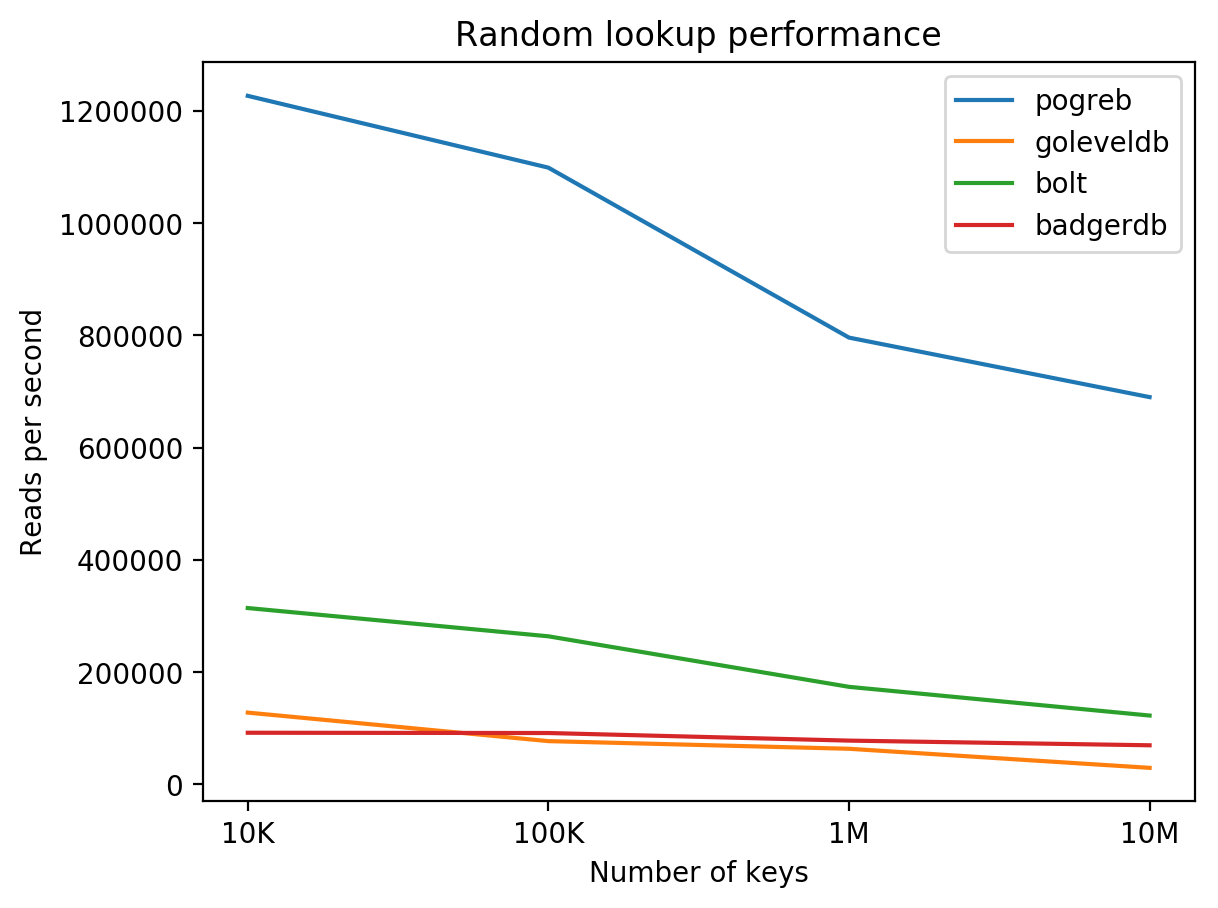 Random lookup performance
1200000
1000000
800000
600000
400000
200000
0
Reads per second
pogreb
goleveldb
bolt
badgerdb
10K 100K 1M 10M
Number of keys